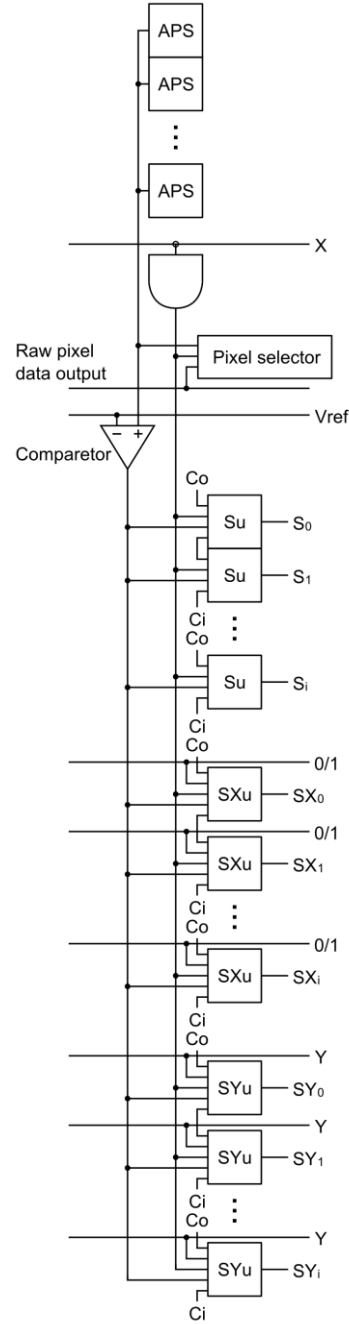 APS
APS
⋮
APS
X
Raw pixel
data output
Pixel selector
Vref
Comparetor
Co
Su
S₀
Su
S₁
Ci
⋮
Co
Su
Sᵢ
Ci
Co
0/1
SXu
SX₀
0/1
SXu
SX₁
Ci
⋮
Co
0/1
SXu
SXᵢ
Ci
Co
Y
SYu
SY₀
Y
SYu
SY₁
Ci
⋮
Co
Y
SYu
SYᵢ
Ci